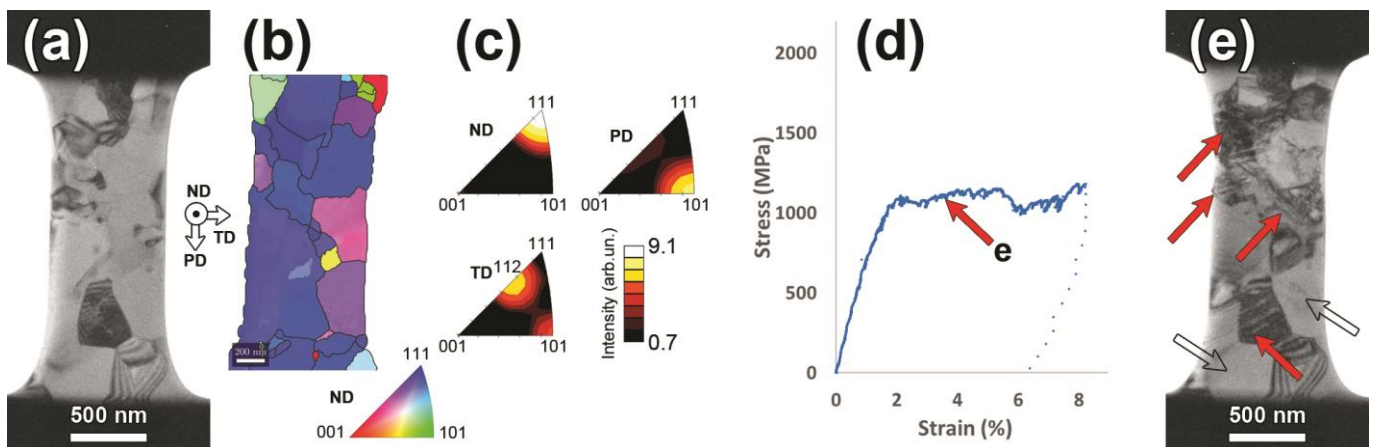 (a)
500 nm
(b)
ND
TD
PD
200 nm
ND
111
001
101
(c)
111
ND
001
101
111
PD
001
101
111
TD
112
001
101
Intensity (arb.un.)
9.1
0.7
(d)
Stress (MPa)
2000
1500
1000
500
0
0
2
4
6
8
Strain (%)
e
(e)
500 nm